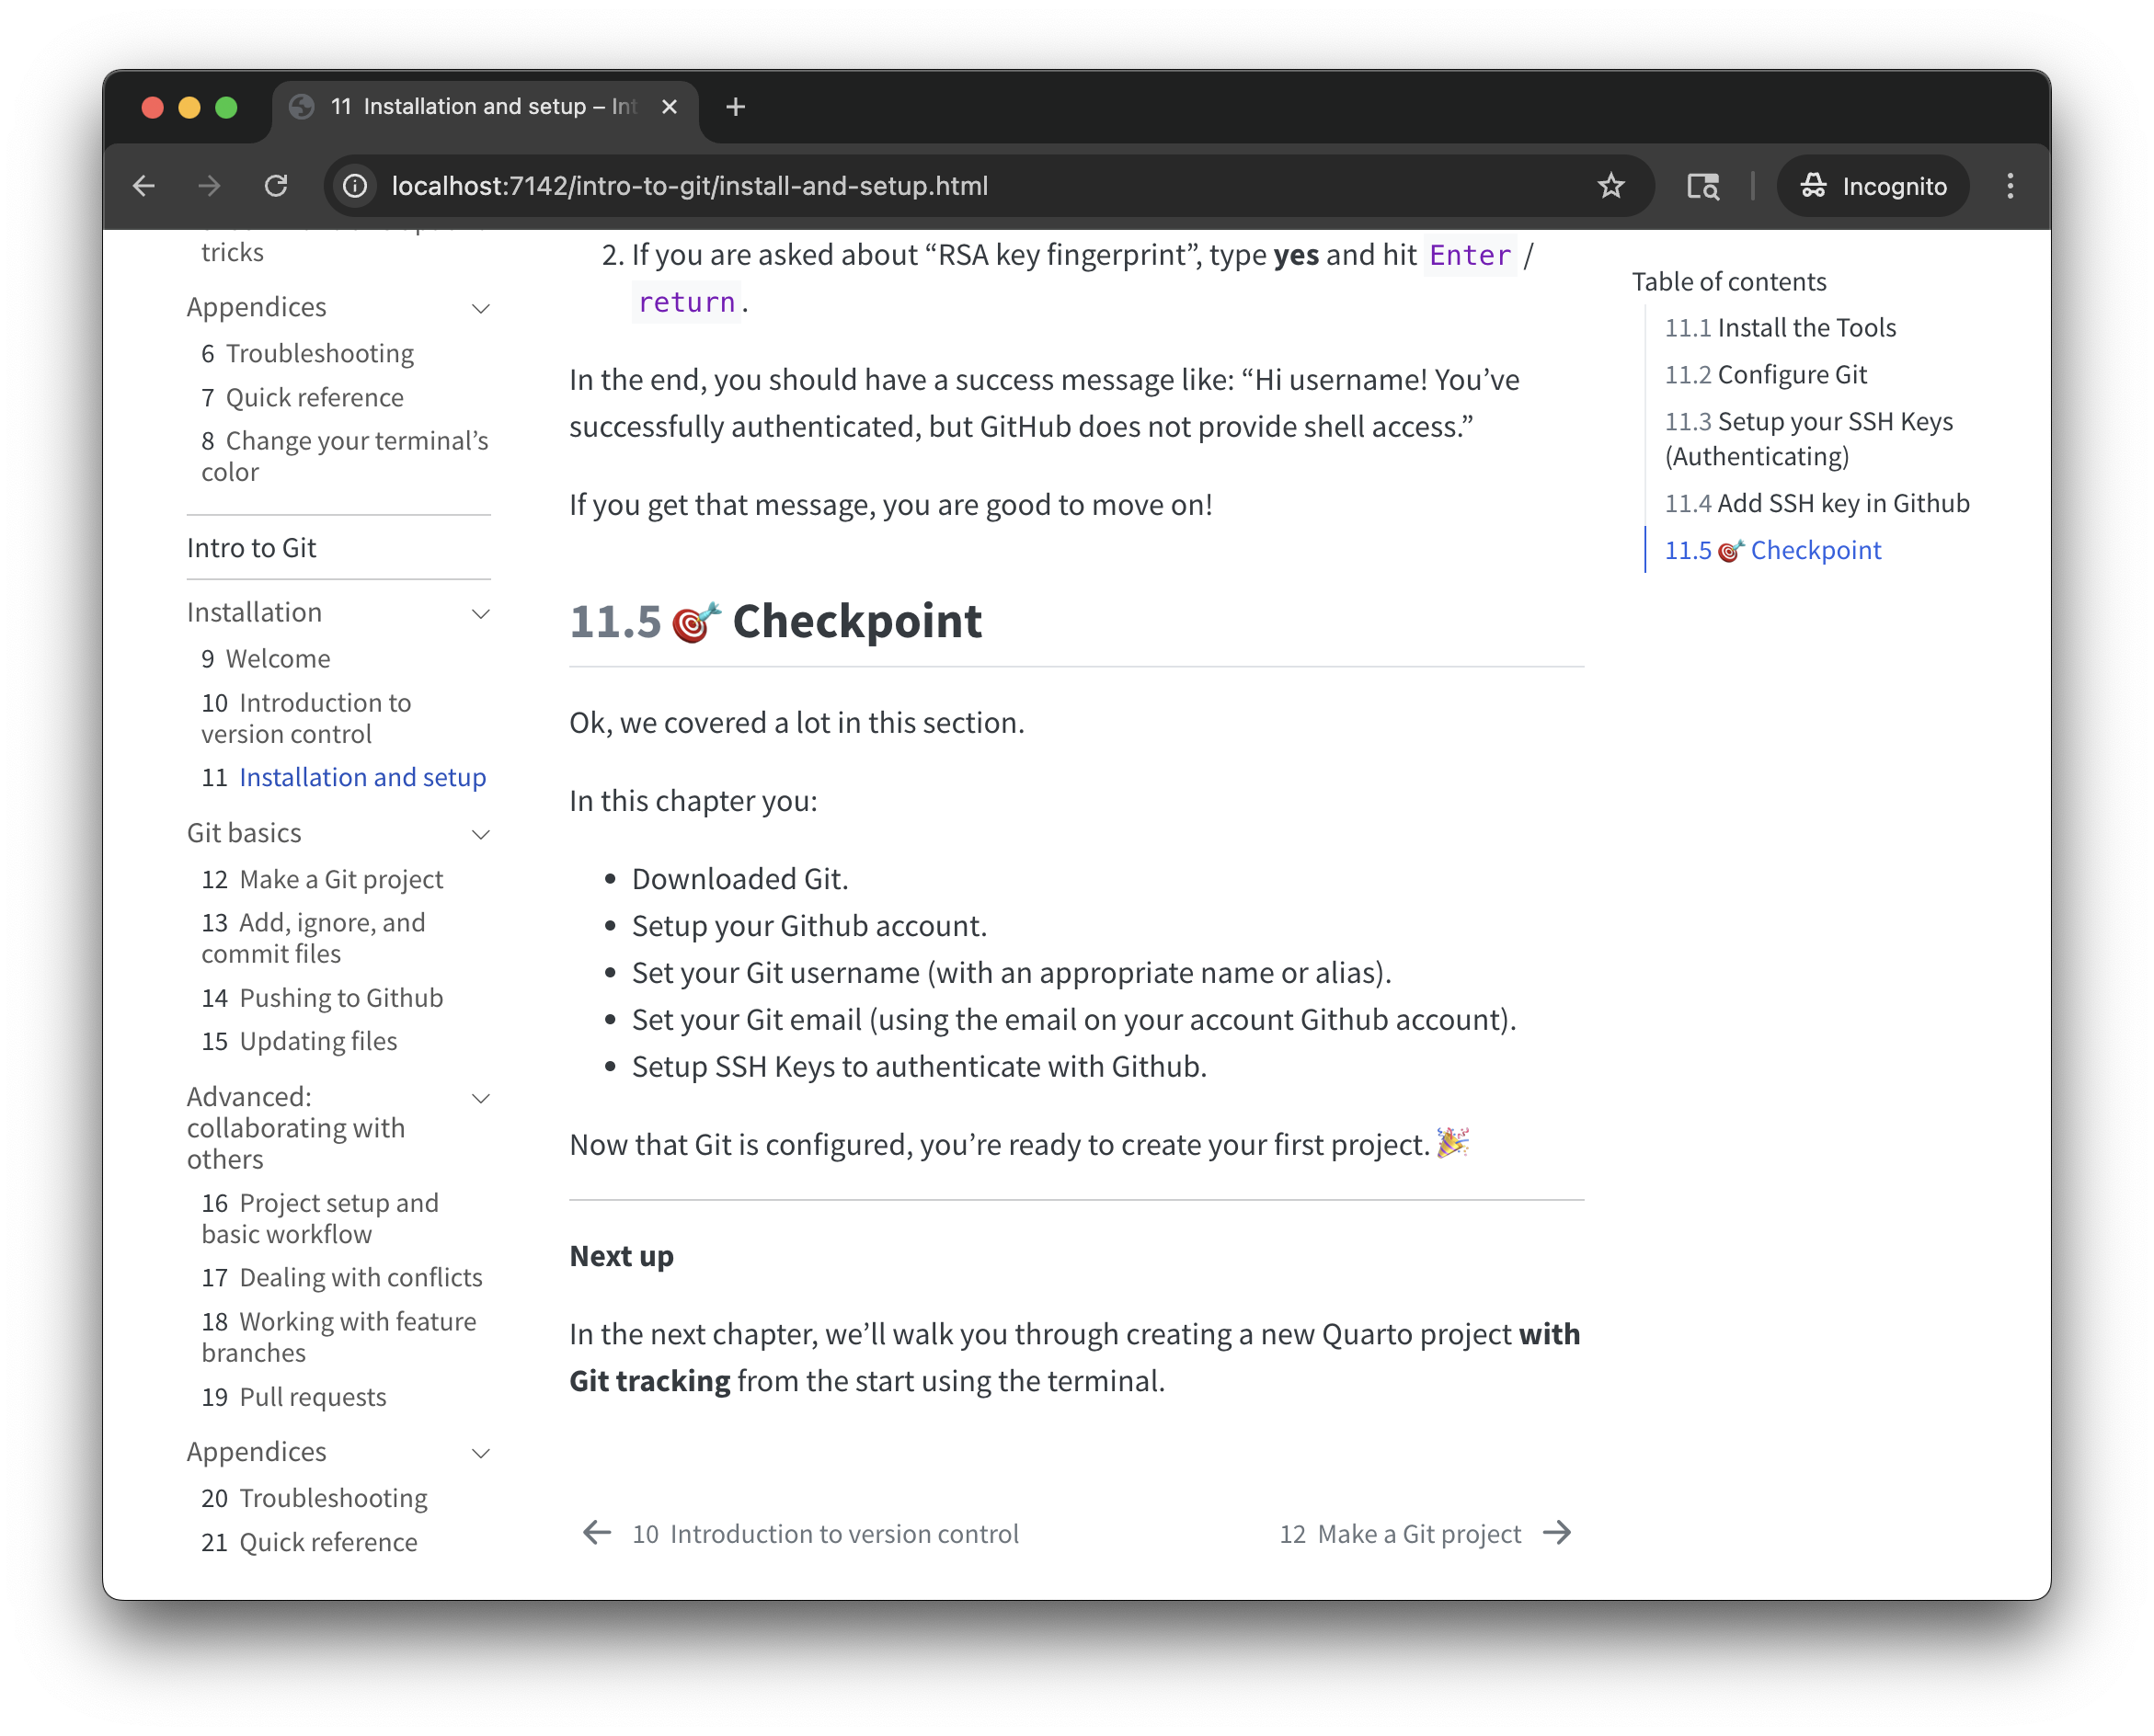 11 Installation and setup – Int
localhost:7142/intro-to-git/install-and-setup.html
Incognito
tricks
Appendices
6 Troubleshooting
7 Quick reference
8 Change your terminal’s
color
Intro to Git
Installation
9 Welcome
10 Introduction to
version control
11 Installation and setup
Git basics
12 Make a Git project
13 Add, ignore, and
commit files
14 Pushing to Github
15 Updating files
Advanced:
collaborating with
others
16 Project setup and
basic workflow
17 Dealing with conflicts
18 Working with feature
branches
19 Pull requests
Appendices
20 Troubleshooting
21 Quick reference
2. If you are asked about “RSA key fingerprint”, type yes and hit Enter /
return.
In the end, you should have a success message like: “Hi username! You’ve
successfully authenticated, but GitHub does not provide shell access.”
If you get that message, you are good to move on!
11.5 🎯 Checkpoint
Ok, we covered a lot in this section.
In this chapter you:
• Downloaded Git.
• Setup your Github account.
• Set your Git username (with an appropriate name or alias).
• Set your Git email (using the email on your account Github account).
• Setup SSH Keys to authenticate with Github.
Now that Git is configured, you’re ready to create your first project. 🎉
Next up
In the next chapter, we’ll walk you through creating a new Quarto project with
Git tracking from the start using the terminal.
← 10 Introduction to version control
12 Make a Git project →
Table of contents
11.1 Install the Tools
11.2 Configure Git
11.3 Setup your SSH Keys
(Authenticating)
11.4 Add SSH key in Github
11.5 🎯 Checkpoint